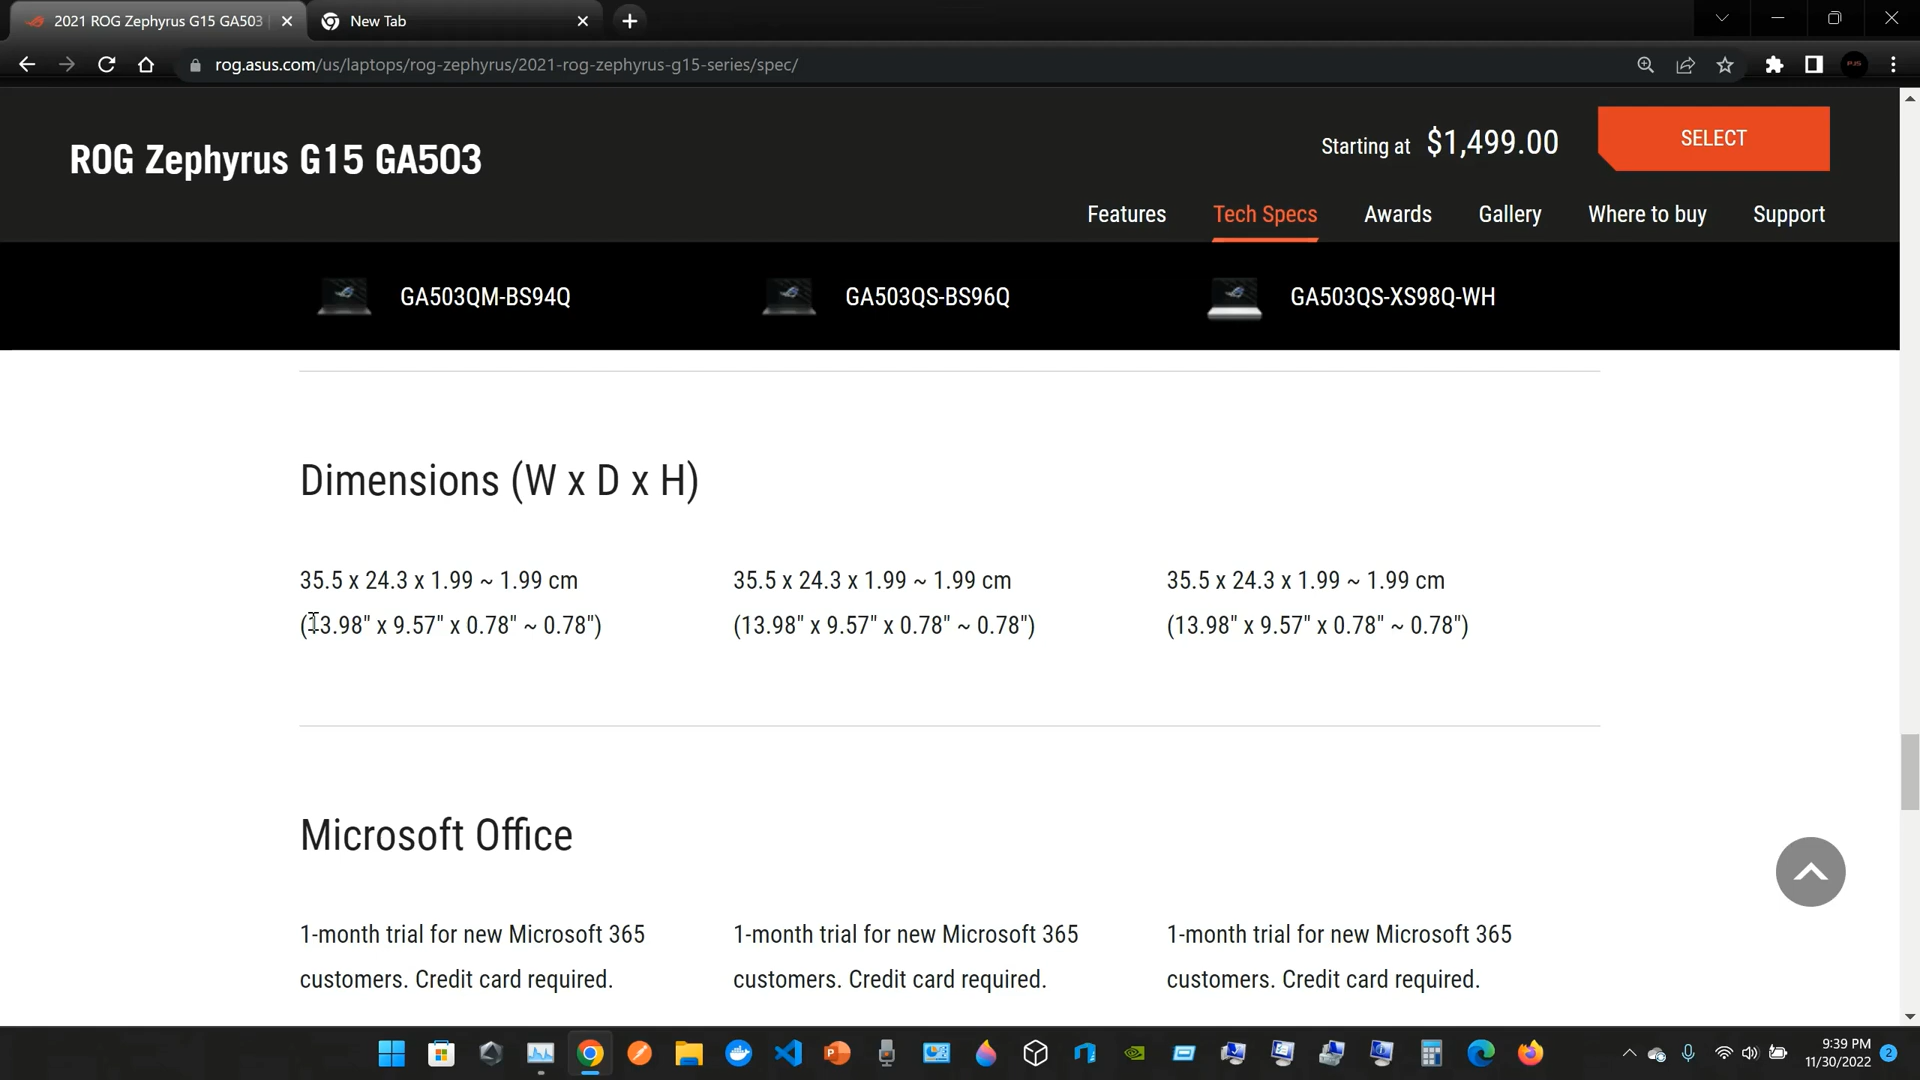 2021 ROG Zephyrus G15 GA503
New Tab
rog.asus.com/us/laptops/rog-zephyrus/2021-rog-zephyrus-g15-series/spec/
PJS
ROG Zephyrus G15 GA503
Starting at $1,499.00
SELECT
Features Tech Specs Awards Gallery Where to buy Support
GA503QM-BS94Q GA503QS-BS96Q GA503QS-XS98Q-WH
Dimensions (W x D x H)
35.5 x 24.3 x 1.99 ~ 1.99 cm
(13.98" x 9.57" x 0.78" ~ 0.78")
35.5 x 24.3 x 1.99 ~ 1.99 cm
(13.98" x 9.57" x 0.78" ~ 0.78")
35.5 x 24.3 x 1.99 ~ 1.99 cm
(13.98" x 9.57" x 0.78" ~ 0.78")
Microsoft Office
1-month trial for new Microsoft 365
customers. Credit card required.
1-month trial for new Microsoft 365
customers. Credit card required.
1-month trial for new Microsoft 365
customers. Credit card required.
9:39 PM
11/30/2022
2